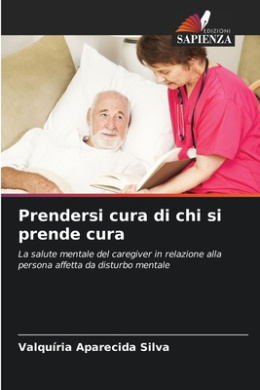 EDIZIONI
SAPIENZA
Prendersi cura di chi si
prende cura
La salute mentale del caregiver in relazione alla
persona affetta da disturbo mentale
Valquíria Aparecida Silva